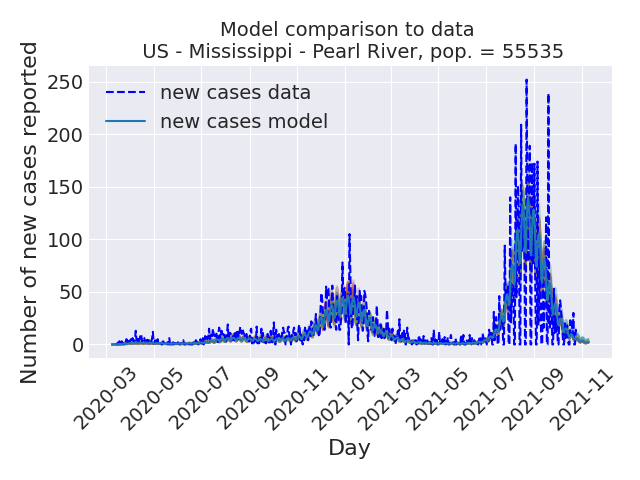 Model comparison to data
US - Mississippi - Pearl River, pop. = 55535
Number of new cases reported
250
200
150
100
50
0
new cases data
new cases model
2020-03
2020-05
2020-07
2020-09
2020-11
2021-01
2021-03
2021-05
2021-07
2021-09
2021-11
Day